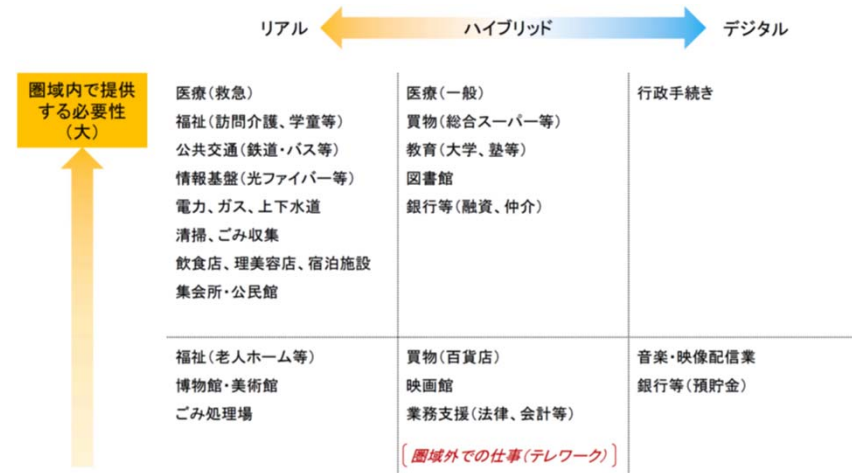 リアル
ハイブリッド
デジタル
圏域内で提供
する必要性
(大)
医療(救急)
福祉(訪問介護、学童等)
公共交通(鉄道・バス等)
情報基盤(光ファイバー等)
電力、ガス、上下水道
清掃、ごみ収集
飲食店、理美容店、宿泊施設
集会所・公民館
医療(一般)
買物(総合スーパー等)
教育(大学、塾等)
図書館
銀行等(融資、仲介)
行政手続き
福祉(老人ホーム等)
博物館・美術館
ごみ処理場
買物(百貨店)
映画館
業務支援(法律、会計等)
[圏域外での仕事(テレワーク)]
音楽・映像配信業
銀行等(預貯金)